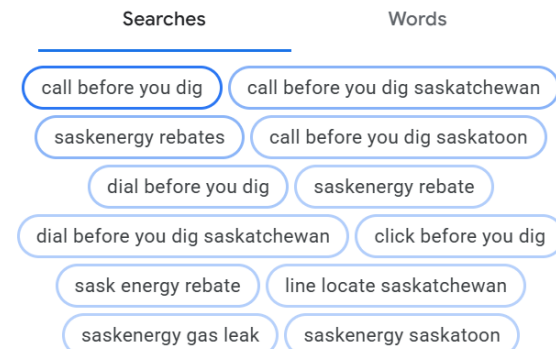 Searches Words
call before you dig call before you dig saskatchewan
saskenergy rebates call before you dig saskatoon
dial before you dig saskenergy rebate
dial before you dig saskatchewan click before you dig
sask energy rebate line locate saskatchewan
saskenergy gas leak saskenergy saskatoon